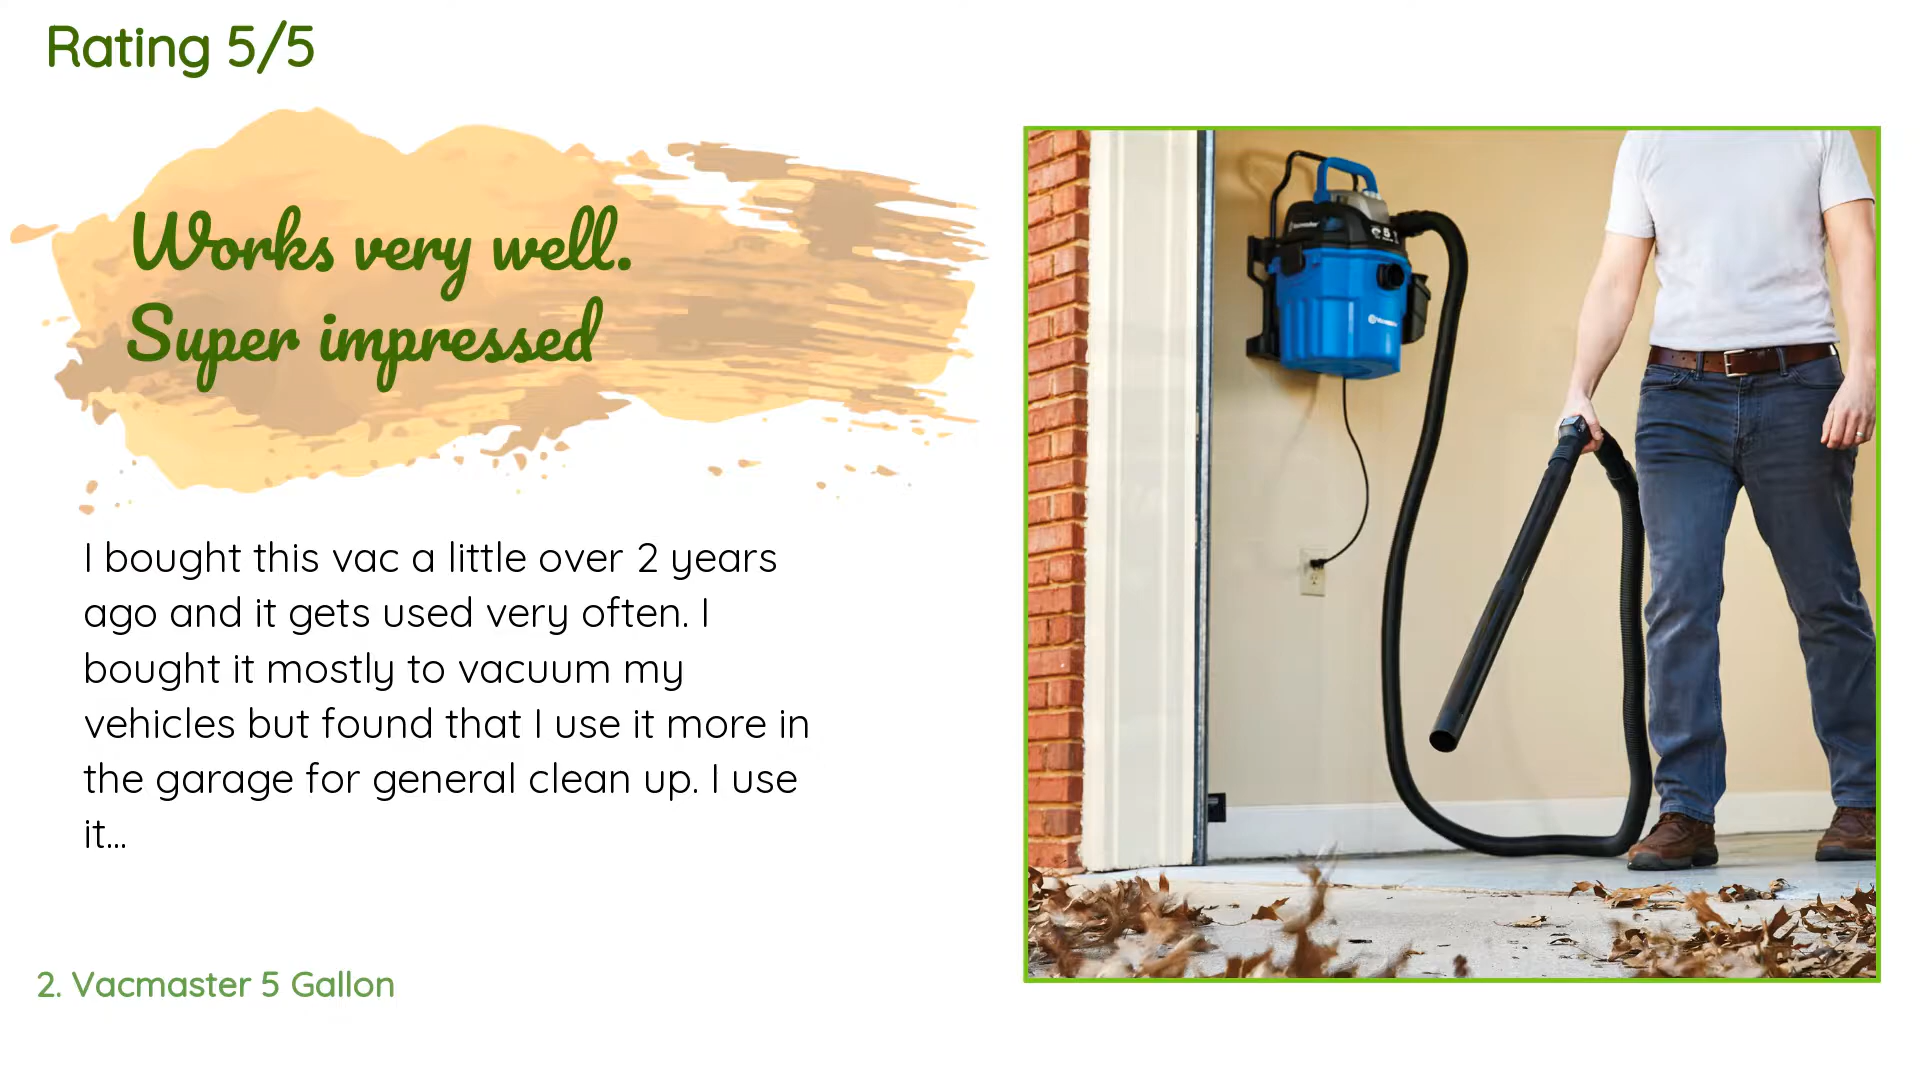 Rating 5/5
Works very well.
Super impressed
I bought this vac a little over 2 years
ago and it gets used very often. I
bought it mostly to vacuum my
vehicles but found that I use it more in
the garage for general clean up. I use
it...
2. Vacmaster 5 Gallon